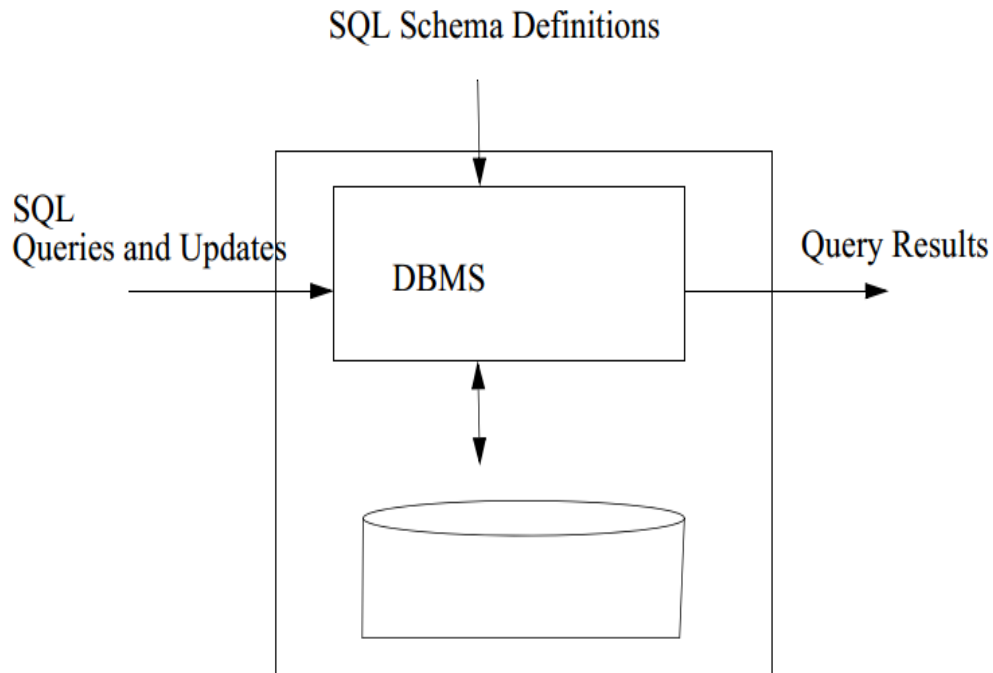 SQL Schema Definitions
SQL
Queries and Updates
DBMS
Query Results